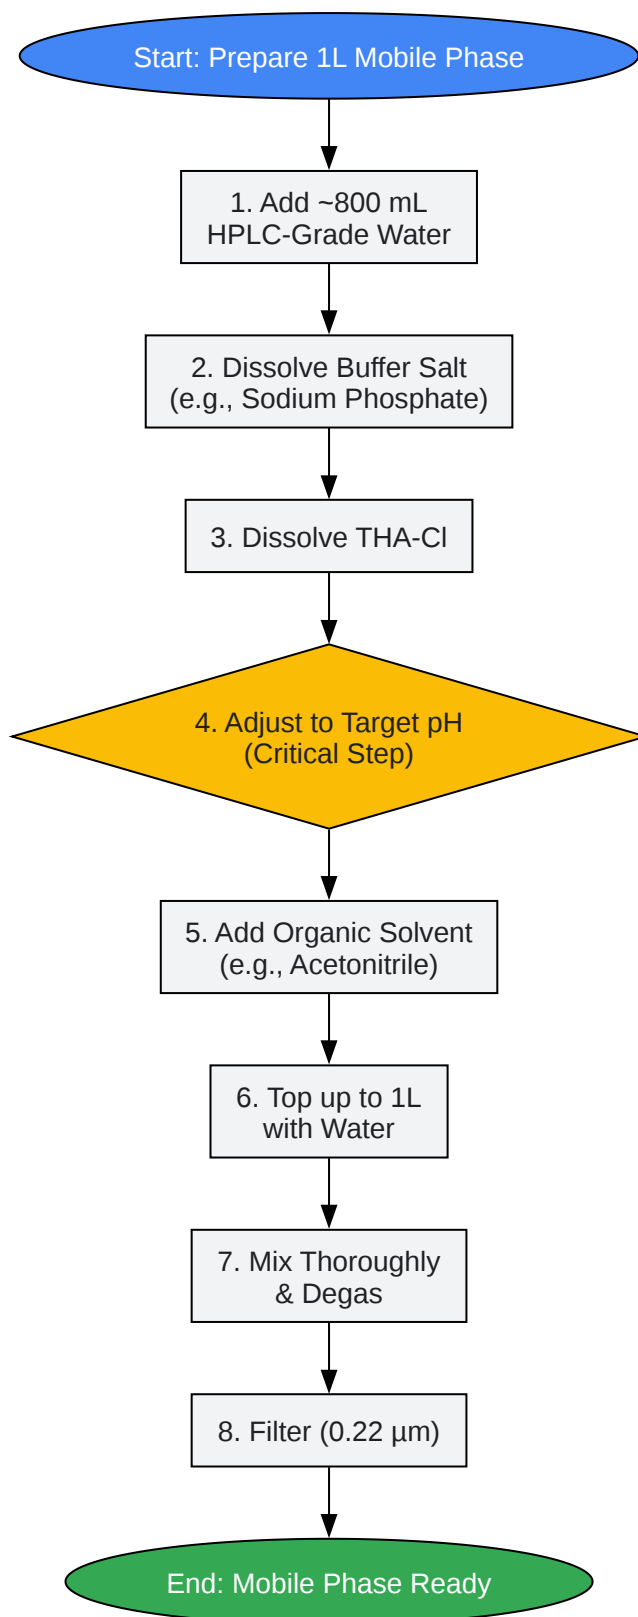 Start: Prepare 1L Mobile Phase
1. Add ~800 mL
HPLC-Grade Water
2. Dissolve Buffer Salt
(e.g., Sodium Phosphate)
3. Dissolve THA-Cl
4. Adjust to Target pH
(Critical Step)
5. Add Organic Solvent
(e.g., Acetonitrile)
6. Top up to 1L
with Water
7. Mix Thoroughly
& Degas
8. Filter (0.22 µm)
End: Mobile Phase Ready